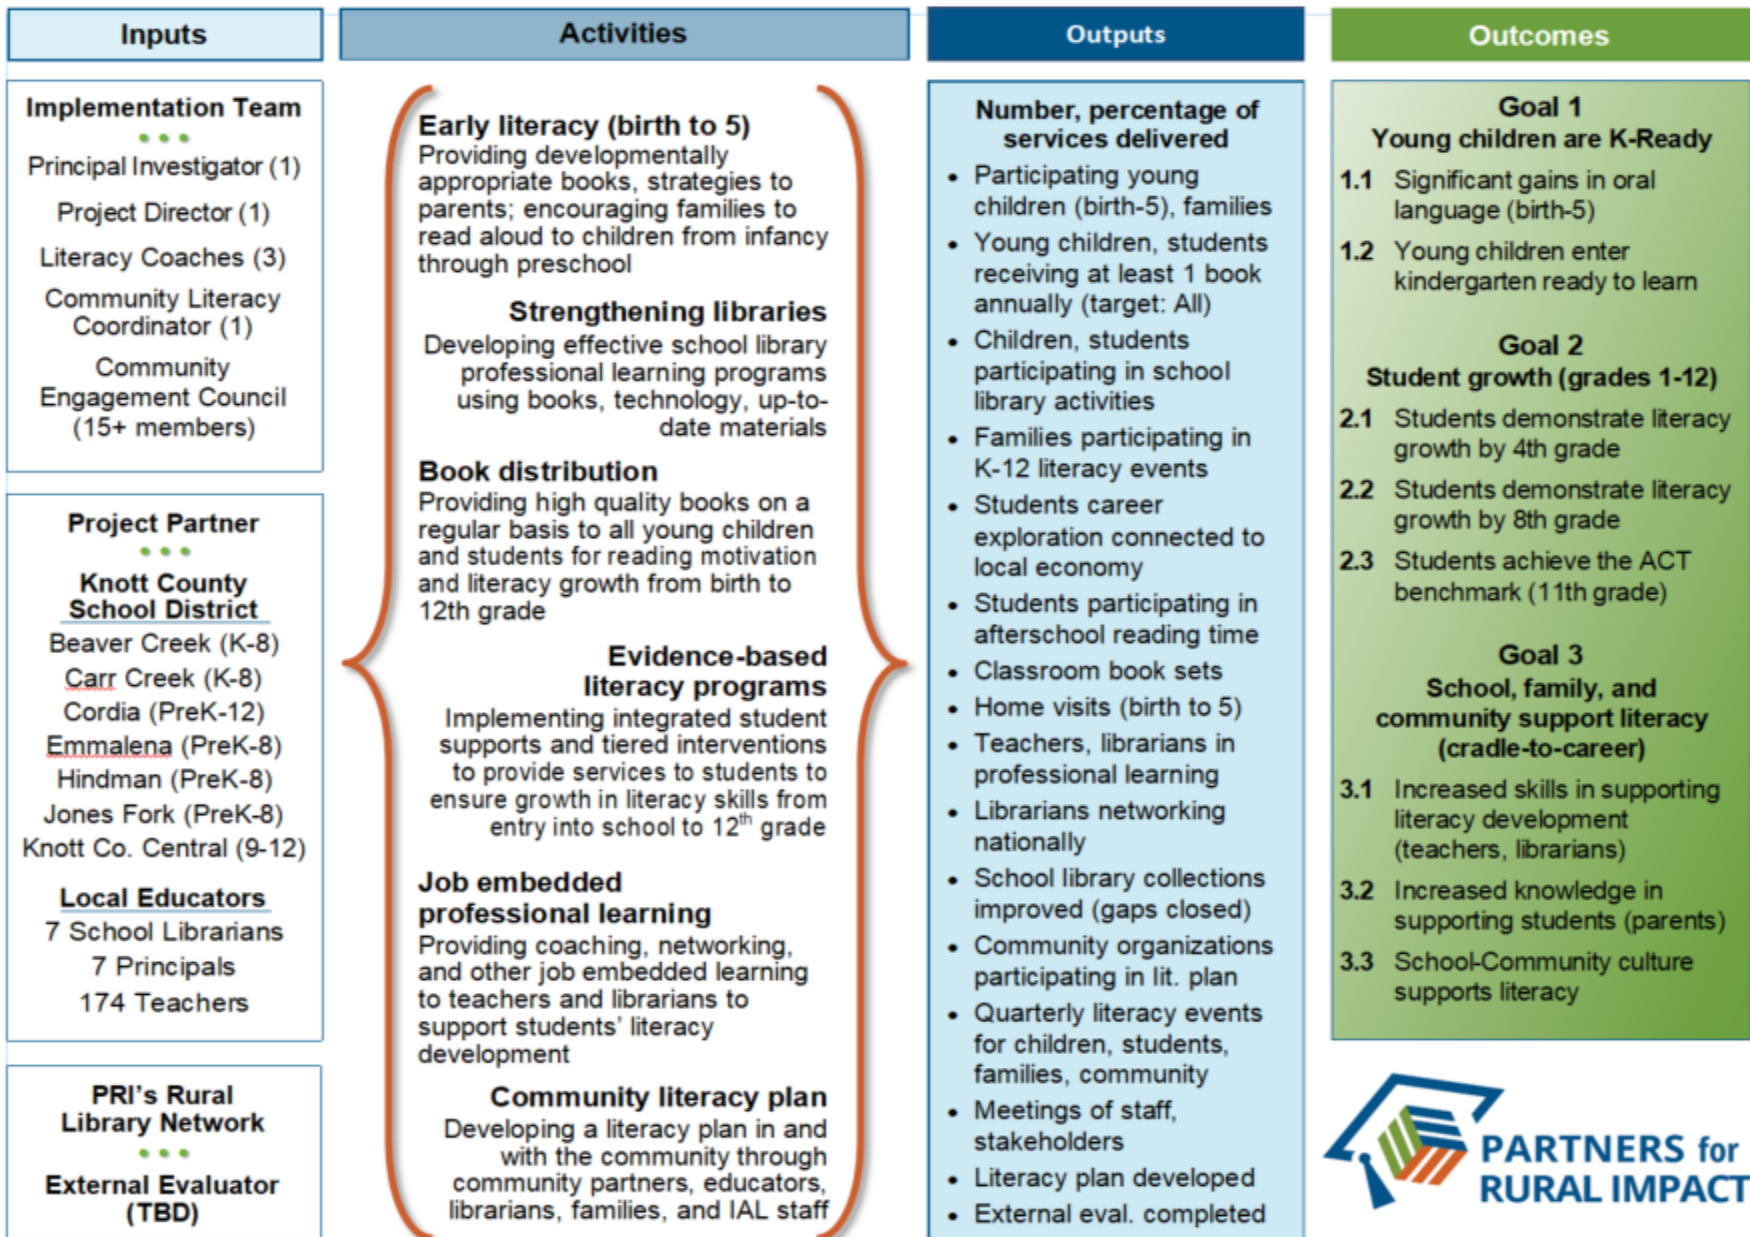 Inputs
Implementation Team
Principal Investigator (1)
Project Director (1)
Literacy Coaches (3)
Community Literacy
Coordinator (1)
Community
Engagement Council
(15+ members)
Project Partner
Knott County
School District
Beaver Creek (K-8)
Carr Creek (K-8)
Cordia (PreK-12)
Emmalena (PreK-8)
Hindman (PreK-8)
Jones Fork (PreK-8)
Knott Co. Central (9-12)
Local Educators
7 School Librarians
7 Principals
174 Teachers
PRI's Rural
Library Network
External Evaluator
(TBD)
Activities
Early literacy (birth to 5)
Providing developmentally
appropriate books, strategies to
parents; encouraging families to
read aloud to children from infancy
through preschool
Strengthening libraries
Developing effective school library
professional learning programs
using books, technology, up-to-
date materials
Book distribution
Providing high quality books on a
regular basis to all young children
and students for reading motivation
and literacy growth from birth to
12th grade
Evidence-based
literacy programs
Implementing integrated student
supports and tiered interventions
to provide services to students to
ensure growth in literacy skills from
entry into school to 12th grade
Job embedded
professional learning
Providing coaching, networking,
and other job embedded learning
to teachers and librarians to
support students' literacy
development
Community literacy plan
Developing a literacy plan in and
with the community through
community partners, educators,
librarians, families, and IAL staff
Outputs
Number, percentage of
services delivered
• Participating young
children (birth-5), families
• Young children, students
receiving at least 1 book
annually (target: All)
• Children, students
participating in school
library activities
• Families participating in
K-12 literacy events
• Students career
exploration connected to
local economy
• Students participating in
afterschool reading time
• Classroom book sets
• Home visits (birth to 5)
• Teachers, librarians in
professional learning
• Librarians networking
nationally
• School library collections
improved (gaps closed)
• Community organizations
participating in lit. plan
• Quarterly literacy events
for children, students,
families, community
• Meetings of staff,
stakeholders
• Literacy plan developed
• External eval. completed
Outcomes
Goal 1
Young children are K-Ready
1.1 Significant gains in oral
language (birth-5)
1.2 Young children enter
kindergarten ready to learn
Goal 2
Student growth (grades 1-12)
2.1 Students demonstrate literacy
growth by 4th grade
2.2 Students demonstrate literacy
growth by 8th grade
2.3 Students achieve the ACT
benchmark (11th grade)
Goal 3
School, family, and
community support literacy
(cradle-to-career)
3.1 Increased skills in supporting
literacy development
(teachers, librarians)
3.2 Increased knowledge in
supporting students (parents)
3.3 School-Community culture
supports literacy
PARTNERS for
RURAL IMPACT